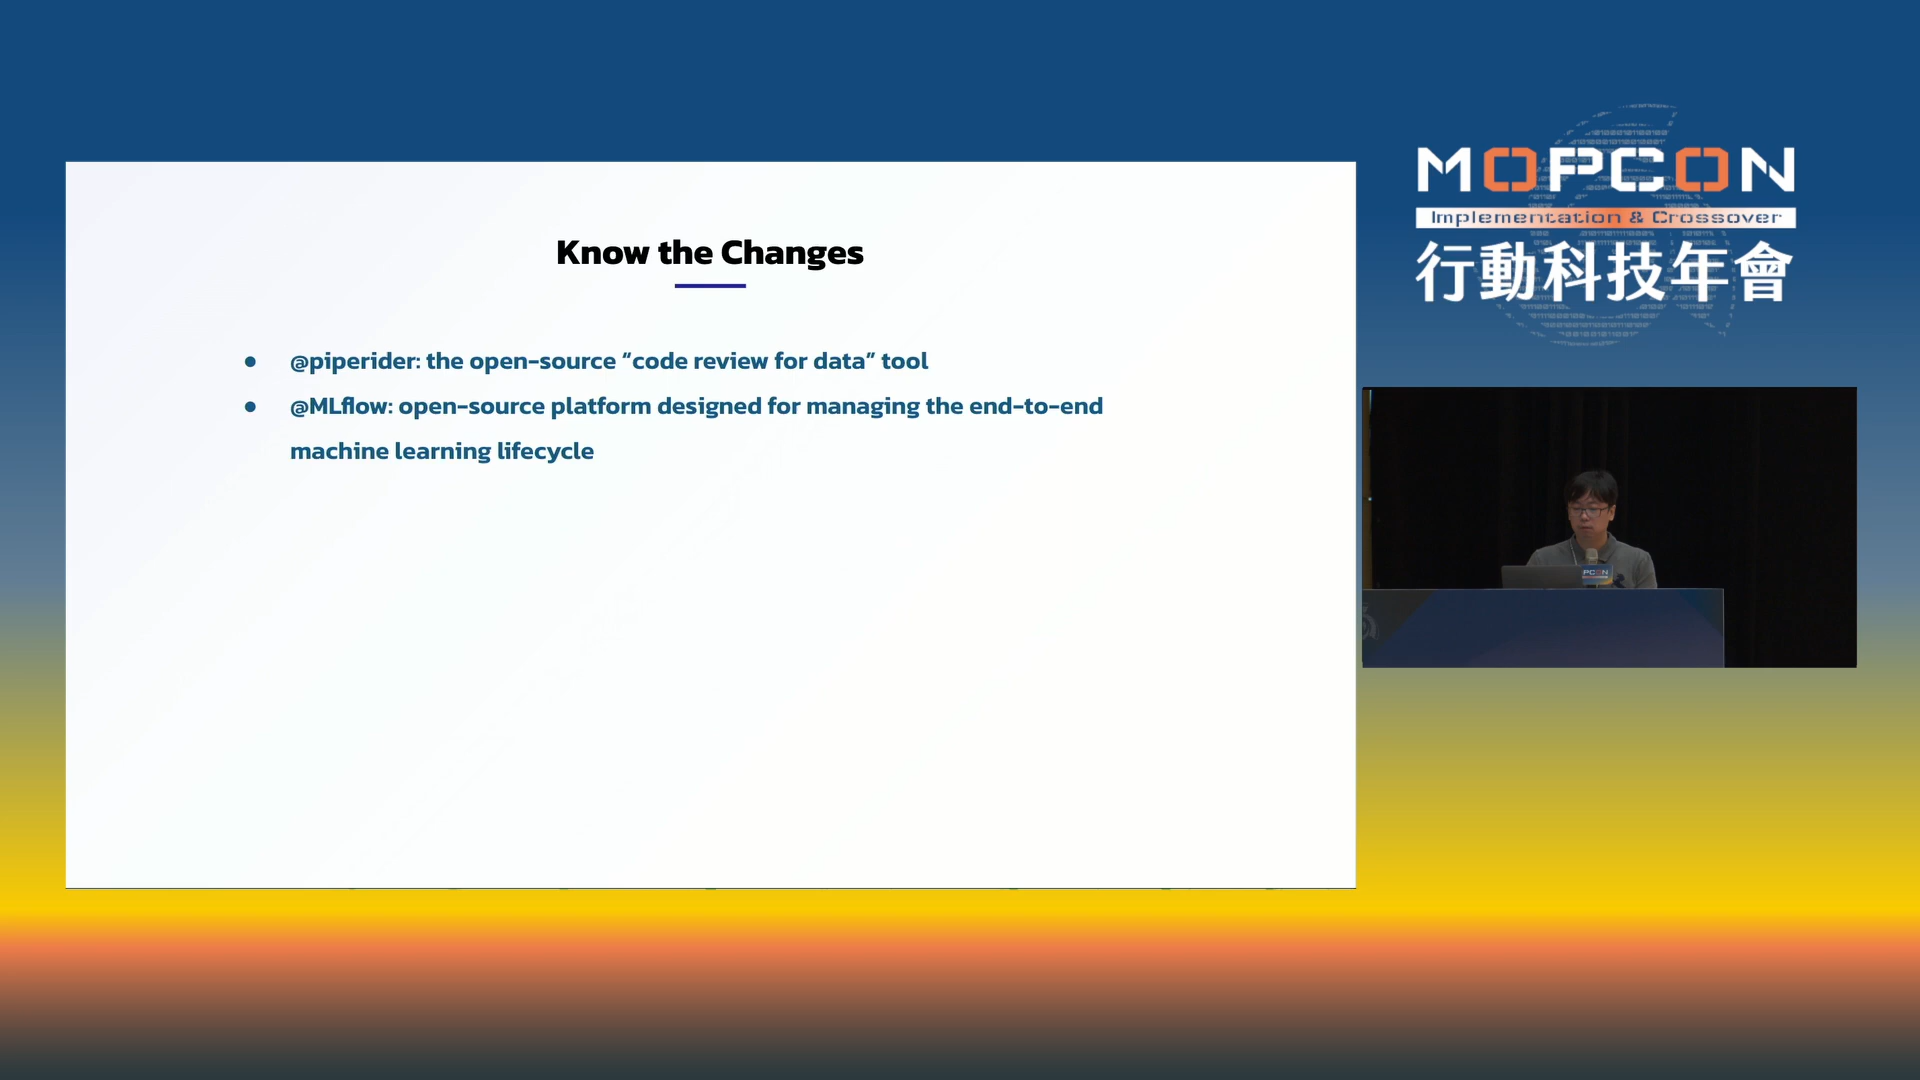 Know the Changes
● @piperider: the open-source “code review for data” tool
● @MLflow: open-source platform designed for managing the end-to-end
machine learning lifecycle
MOPCON
Implementation & Crossover
行動科技年會
PCON